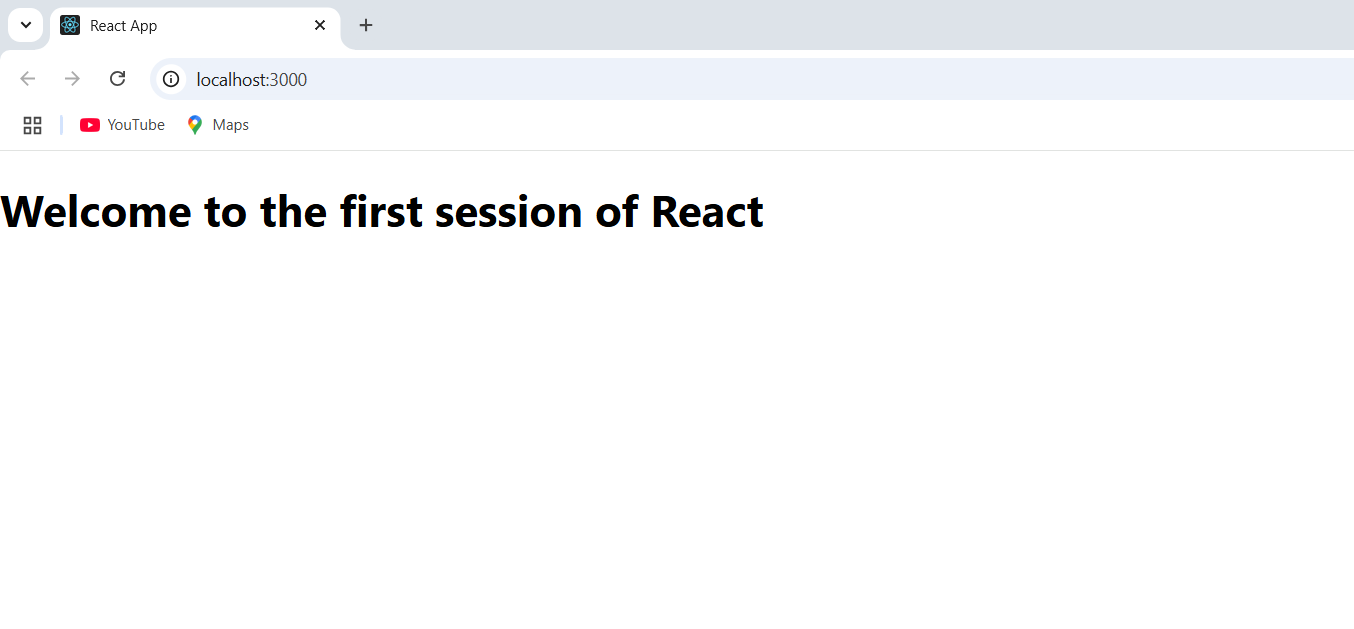 React App
localhost:3000
YouTube Maps
Welcome to the first session of React